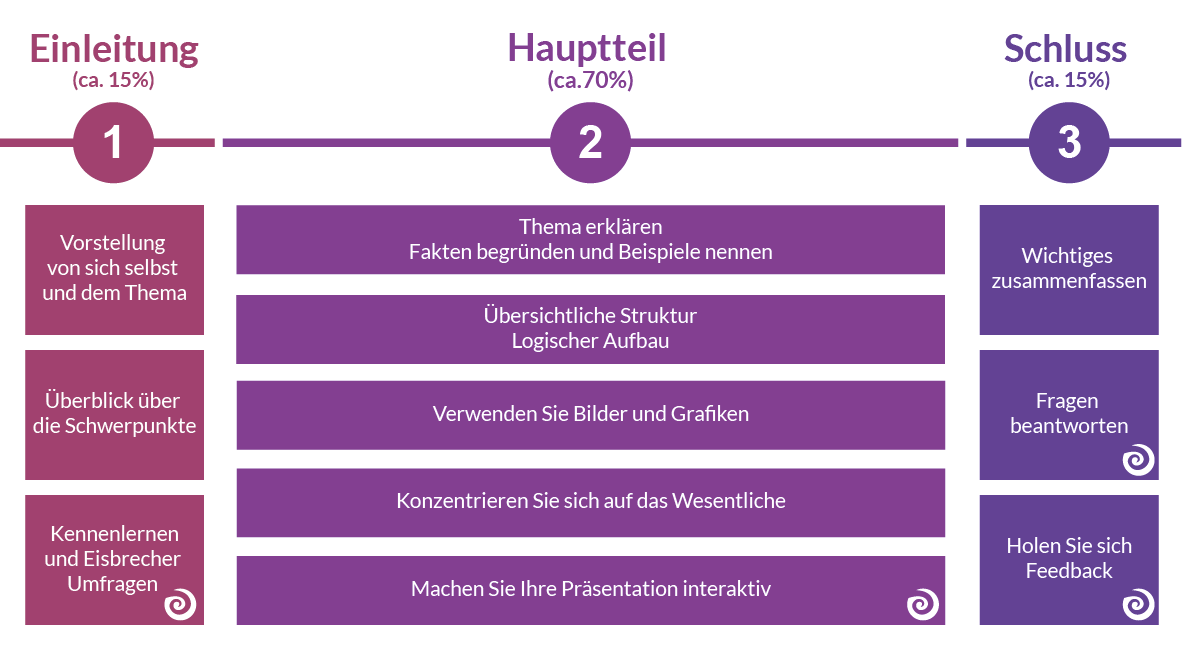 Einleitung
(ca. 15%)
1
Vorstellung
von sich selbst
und dem Thema
Überblick über
die Schwerpunkte
Kennenlernen
und Eisbrecher
Umfragen
Hauptteil
(ca.70%)
2
Thema erklären
Fakten begründen und Beispiele nennen
Übersichtliche Struktur
Logischer Aufbau
Verwenden Sie Bilder und Grafiken
Konzentrieren Sie sich auf das Wesentliche
Machen Sie Ihre Präsentation interaktiv
Schluss
(ca. 15%)
3
Wichtiges
zusammenfassen
Fragen
beantworten
Holen Sie sich
Feedback